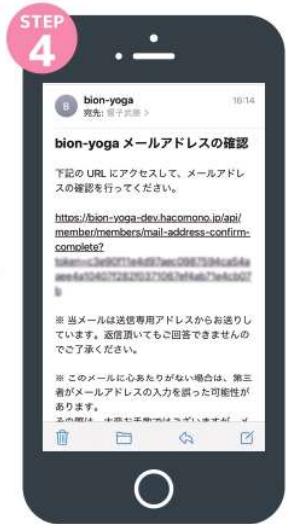 STEP
4
B
bion-yoga
16:14
宛先:
bion-yoga メールアドレスの確認
下記の URL にアクセスして、メールアドレ
スの確認を行ってください。
https://bion-yoga-dev.hacomono.jp/api/
member/members/mail-address-confirm-
complete?
※ 当メールは送信専用アドレスからお送りし
ています。返信頂いてもご回答できませんの
でご了承ください。
※ このメールに心あたりがない場合は、第三
者がメールアドレスの入力を誤った可能性が
あります。